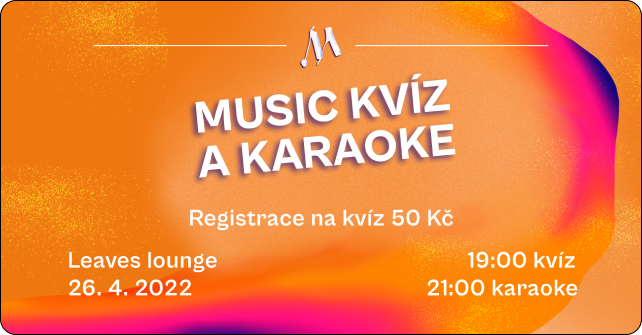 M
MUSIC KVÍZ
A KARAOKE
Registrace na kvíz 50 Kč
Leaves lounge
26. 4. 2022
19:00 kvíz
21:00 karaoke